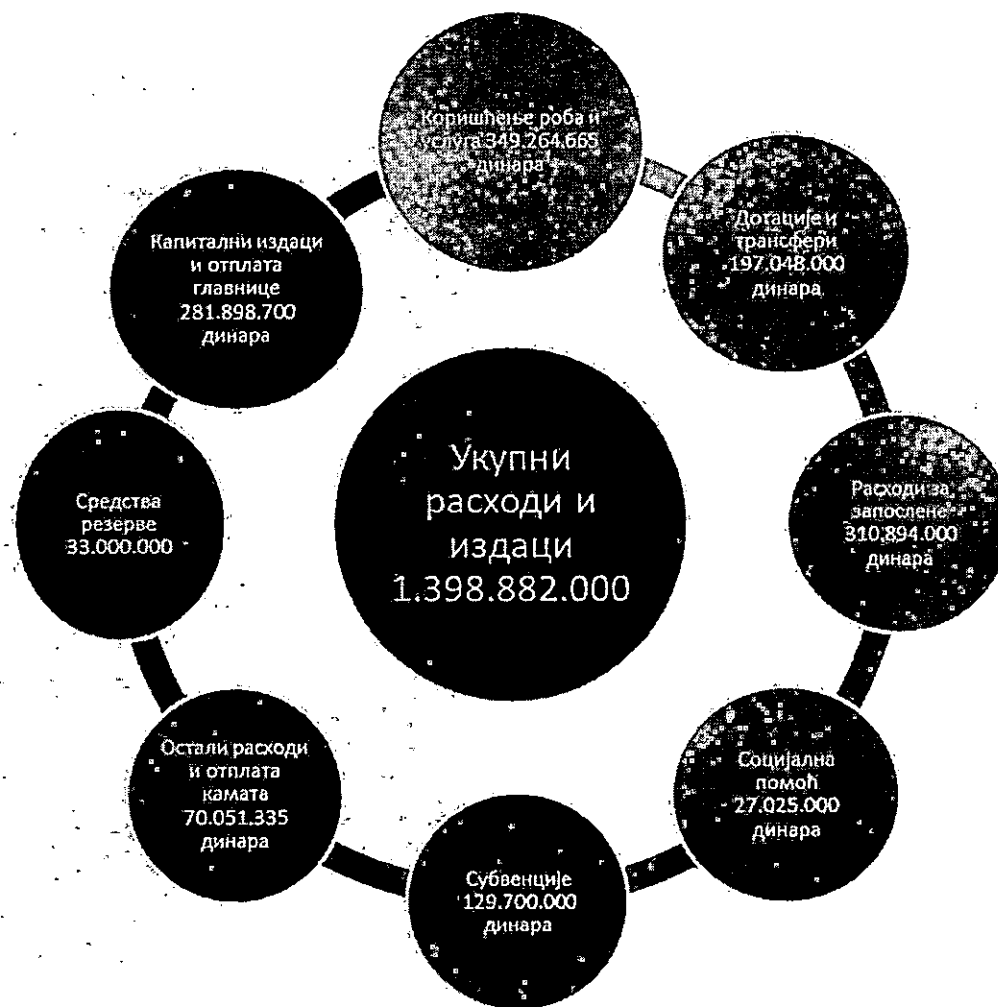 Коришћење роба и
услуга 349.264.665
динара
Дотације и
трансфери
197.048.000
динара
Расходи за
запослене
310.894.000
динара
Социјална
помоћ
27.025.000
динара
Субвенције
129.700.000
динара
Остали расходи
и отплата
камата
70.051.335
динара
Средства
резерве
33.000.000
Капитални издаци
и отплата
главнице
281.898.700
динара
Укупни
расходи и
издаци
1.398.882.000